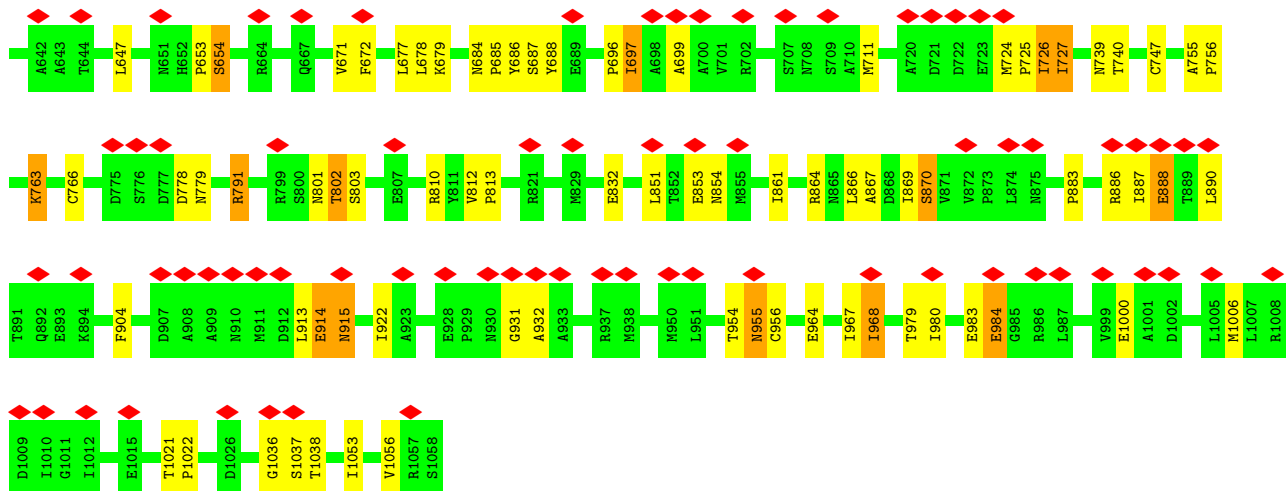 A642 A643 T644 L647 N651 H652 P653 S654 R664 Q667 V671 F672 L677 L678 K679 N684 P685 Y686 S687 Y688 E689 P696 I697 A698 A699 A700 V701 R702 S707 N708 S709 A710 M711 A720 D721 D722 E723 M724 P725 I726 I727 N739 T740 C747 A755 P756
K763 C766 D775 S776 D777 D778 N779 R791 R799 S800 N801 T802 S803 E807 R810 Y811 V812 P813 R821 M829 E832 L851 T852 E853 N854 M855 I861 R864 N865 L866 A867 D868 I869 S870 V871 V872 P873 L874 N875 P883 R886 I887 E888 T889 L890
T891 Q892 E893 K894 F904 D907 A908 A909 N910 M911 D912 L913 E914 N915 I922 A923 E928 P929 N930 G931 A932 A933 R937 M938 M950 L951 T954 N955 C956 E964 I967 I968 T979 I980 E983 E984 G985 R986 L987 V999 E1000 A1001 D1002 L1005 M1006 L1007 R1008
D1009 I1010 G1011 I1012 E1015 T1021 P1022 D1026 G1036 S1037 T1038 I1053 V1056 R1057 S1058